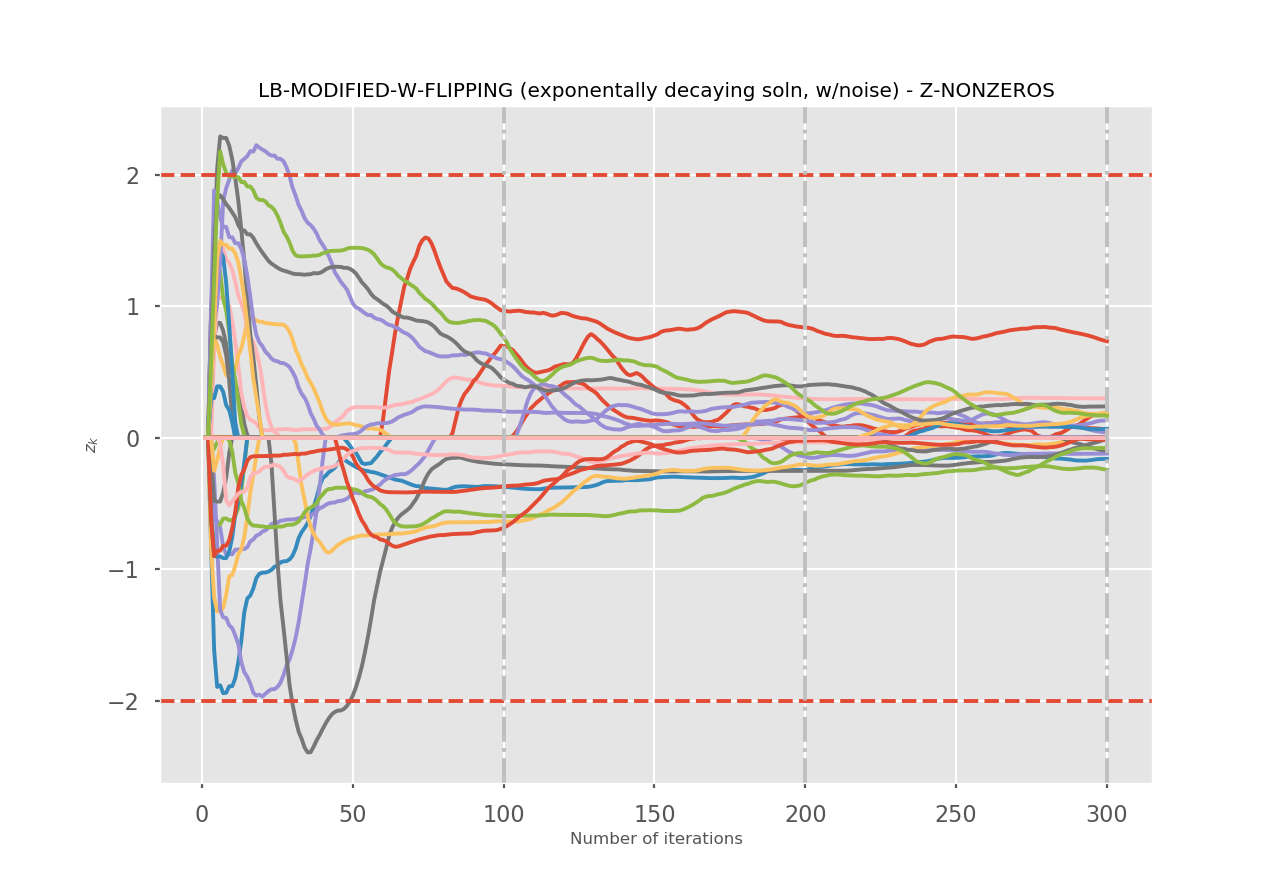 LB-MODIFIED-W-FLIPPING (exponentially decaying soln, w/noise) - Z-NONZEROS
2
1
0
−1
−2
z_k
0 50 100 150 200 250 300
Number of iterations